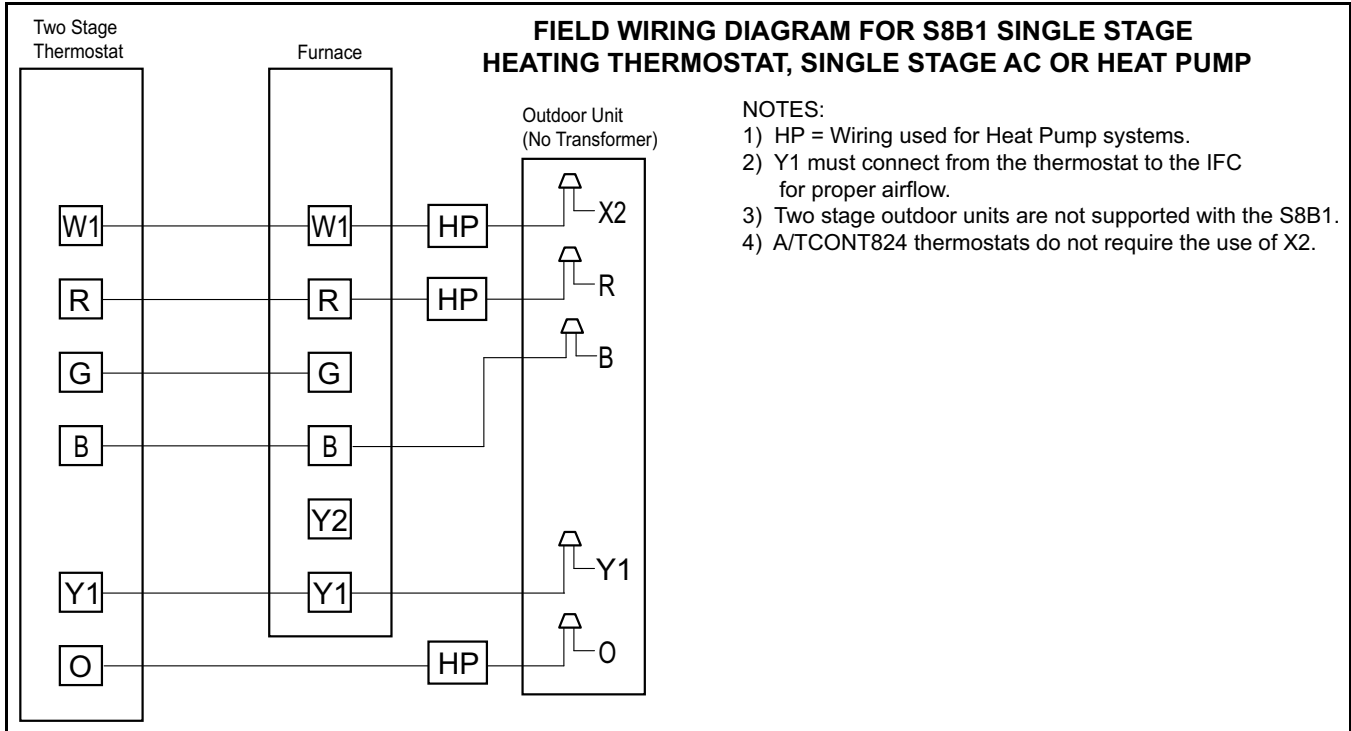 Two Stage
Thermostat
Furnace
FIELD WIRING DIAGRAM FOR S8B1 SINGLE STAGE
HEATING THERMOSTAT, SINGLE STAGE AC OR HEAT PUMP
Outdoor Unit
(No Transformer)
NOTES:
1) HP = Wiring used for Heat Pump systems.
2) Y1 must connect from the thermostat to the IFC
for proper airflow.
3) Two stage outdoor units are not supported with the S8B1.
4) A/TCONT824 thermostats do not require the use of X2.
W1 W1 HP X2
R R HP R
G G
B B B
Y2
Y1 Y1 Y1
O HP O